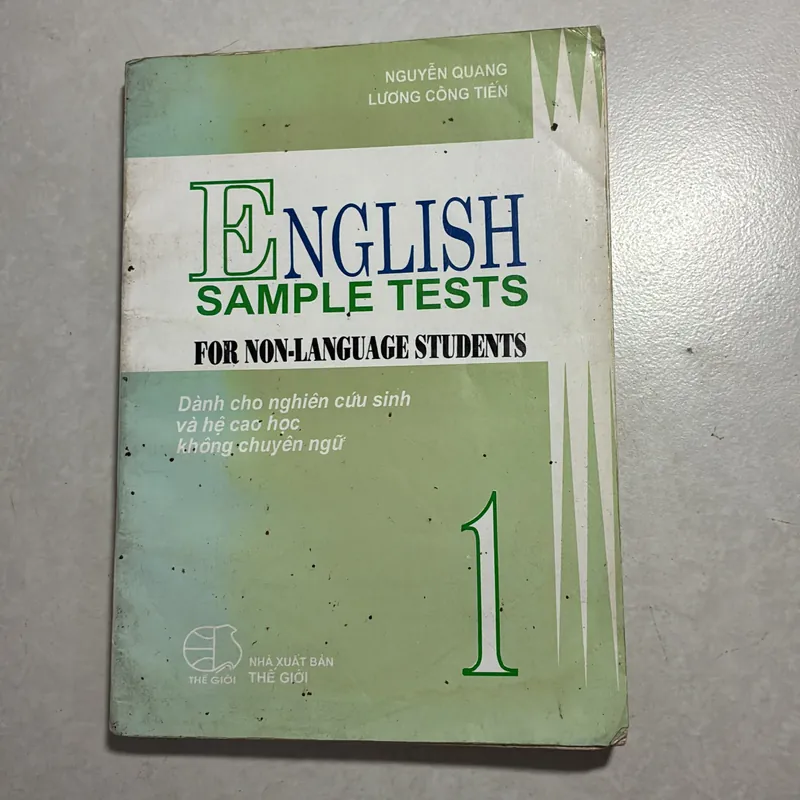 NGUYỄN QUANG
LƯƠNG CÔNG TIẾN
ENGLISH
SAMPLE TESTS
FOR NON-LANGUAGE STUDENTS
Dành cho nghiên cứu sinh
và hệ cao học
không chuyên ngữ
1
THẾ GIỚI
NHÀ XUẤT BẢN
THẾ GIỚI